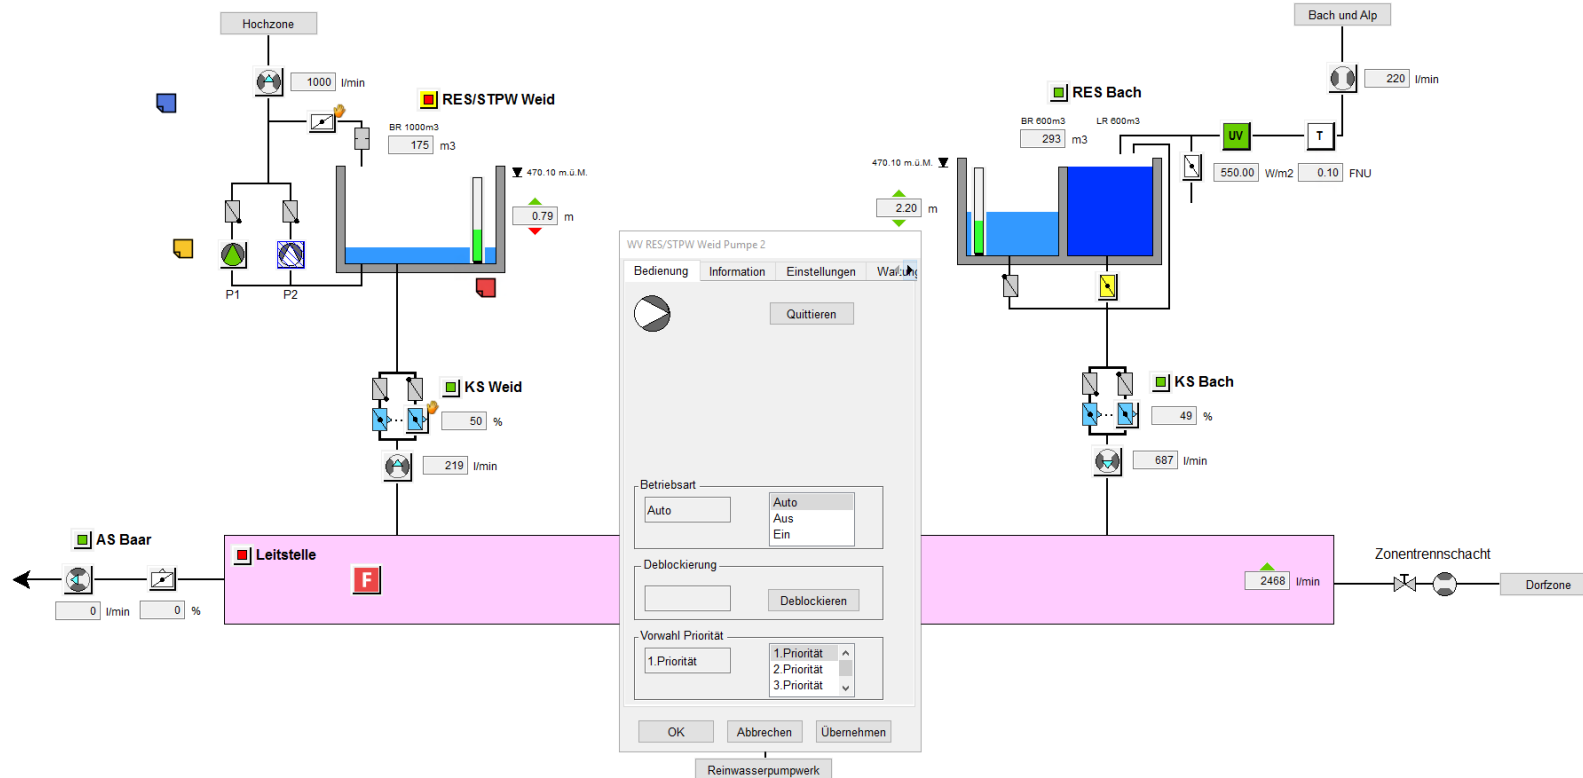 Hochzone
1000 l/min
RES/STPW Weid
BR 1000m3
175 m3
470.10 m.ü.M.
0.79 m
P1
P2
KS Weid
50 %
219 l/min
AS Baar
0 l/min
0 %
Leitstelle
F
WV RES/STPW Weid Pumpe 2
Bedienung Information Einstellungen
Quittieren
Betriebsart
Auto
Auto
Aus
Ein
Deblockierung
Deblockieren
Vorwahl Priorität
1.Priorität
1.Priorität
2.Priorität
3.Priorität
OK Abbrechen Übernehmen
Reinwasserpumpwerk
Bach und Alp
220 l/min
RES Bach
BR 600m3 LR 600m3
293 m3
UV
T
550.00 W/m2
0.10 FNU
470.10 m.ü.M.
2.20 m
KS Bach
49 %
687 l/min
2468 l/min
Zonentrennschacht
Dorfzone